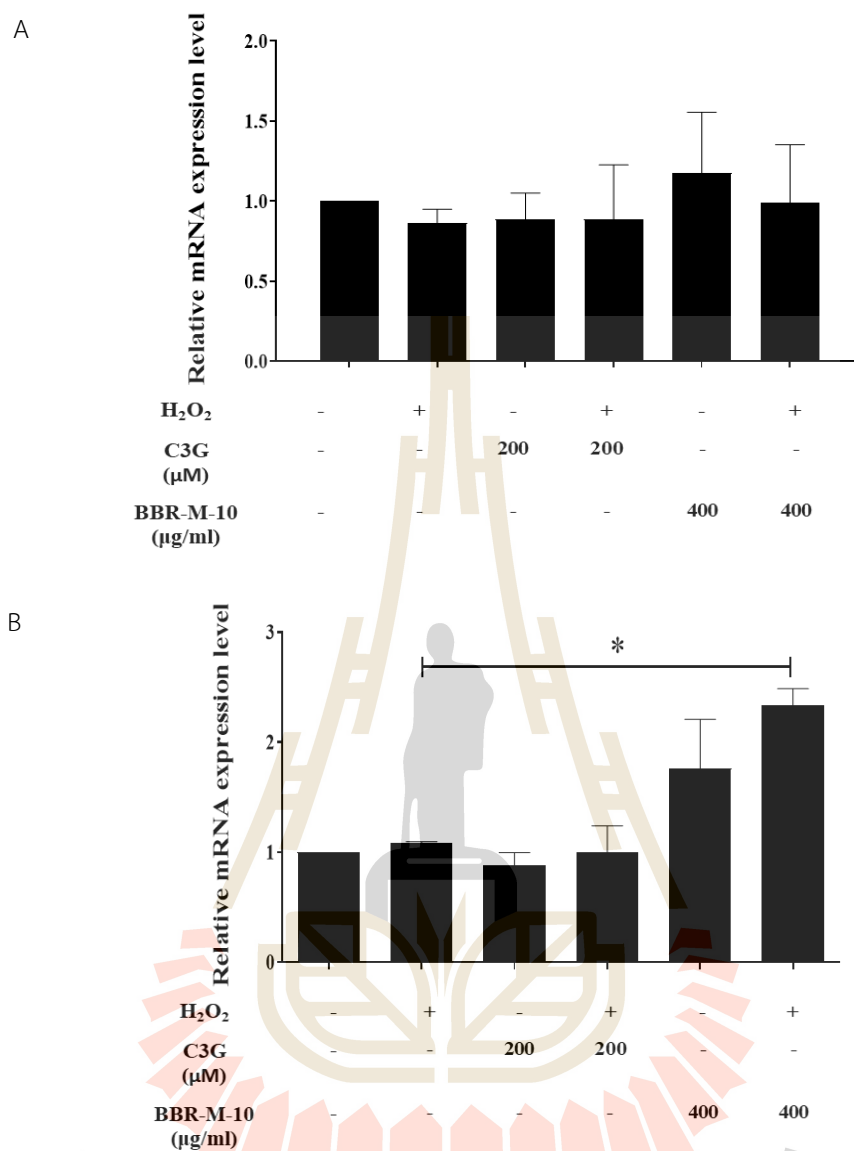 A
Relative mRNA expression level
2.0
1.5
1.0
0.5
0.0
H₂O₂ - + - + - +
C3G - - 200 200 - -
(µM)
BBR-M-10 - - - - 400 400
(µg/ml)
B
Relative mRNA expression level
3
2
1
0
*
H₂O₂ - + - + - +
C3G - - 200 200 - -
(µM)
BBR-M-10 - - - - 400 400
(µg/ml)